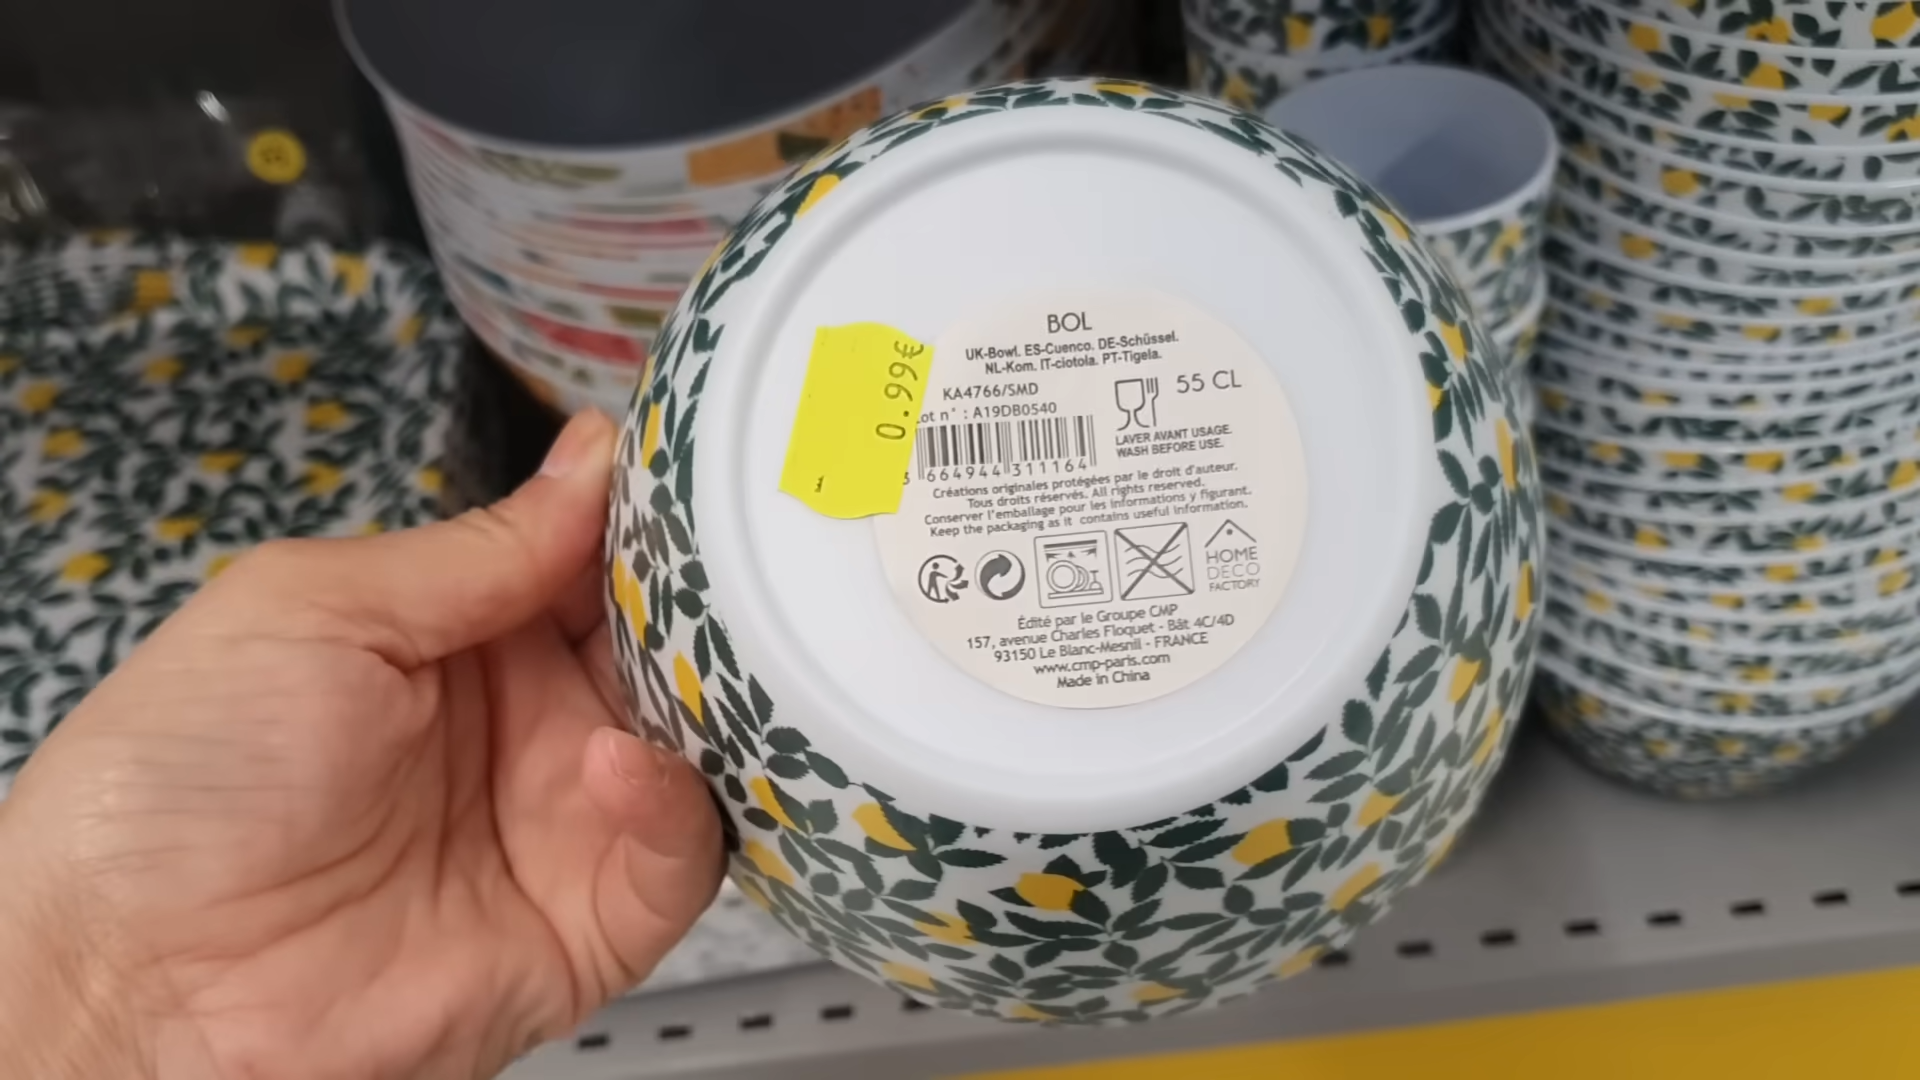 BOL
UK-Bowl. ES-Cuenco. DE-Schüssel.
NL-Kom. IT-ciotola. PT-Tigela.
KA4766/SMD
55 CL
ot n° : A19DB0540
0.99€
LAVER AVANT USAGE.
WASH BEFORE USE.
3 664944 311164
Créations originales protégées par le droit d'auteur.
Tous droits réservés. All rights reserved.
Conserver l'emballage pour les informations y figurant.
Keep the packaging as it contains useful information.
HOME
DECO
FACTORY
Édité par le Groupe CMP
157, avenue Charles Floquet - Bât 4C/4D
93150 Le Blanc-Mesnil - FRANCE
www.cmp-paris.com
Made in China